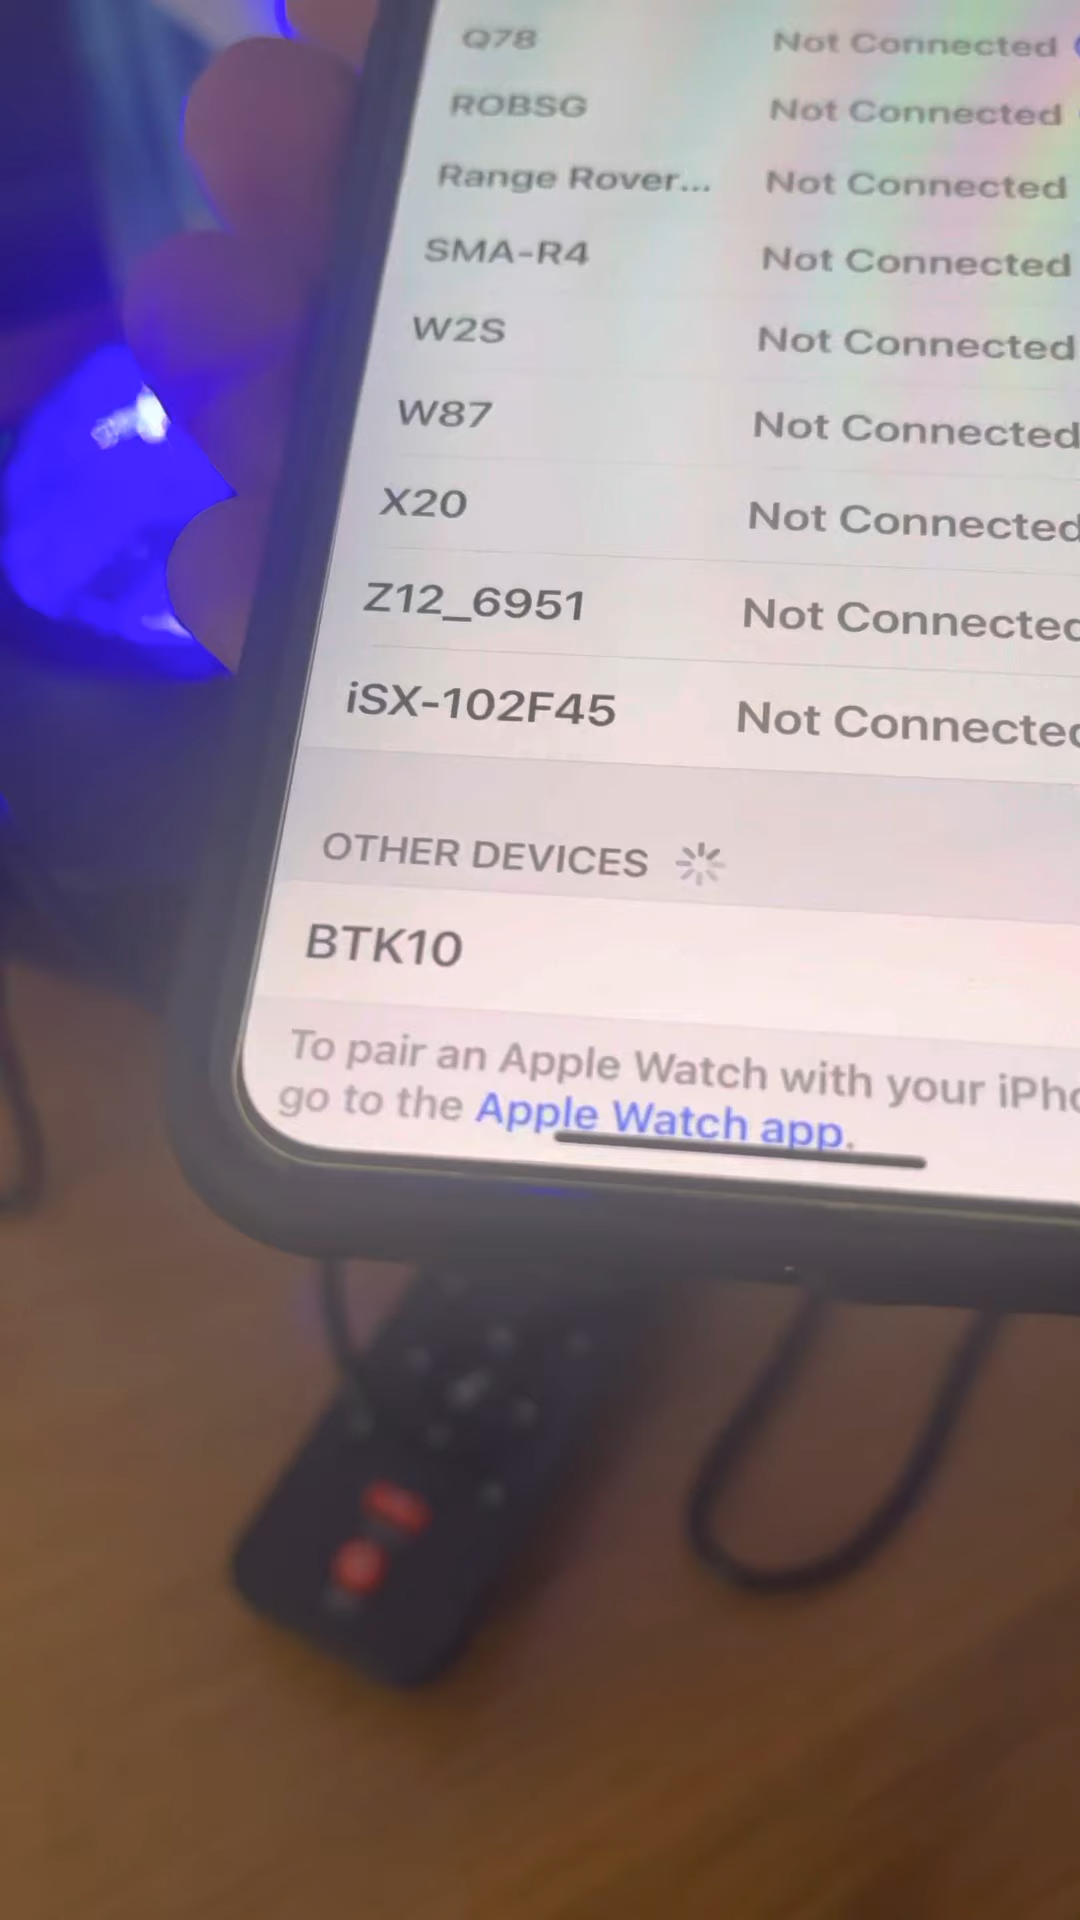 Q78 Not Connected
ROBSG Not Connected
Range Rover... Not Connected
SMA-R4 Not Connected
W2S Not Connected
W87 Not Connected
X20 Not Connected
Z12_6951 Not Connected
iSX-102F45 Not Connected
OTHER DEVICES
BTK10
To pair an Apple Watch with your iPho
go to the Apple Watch app.